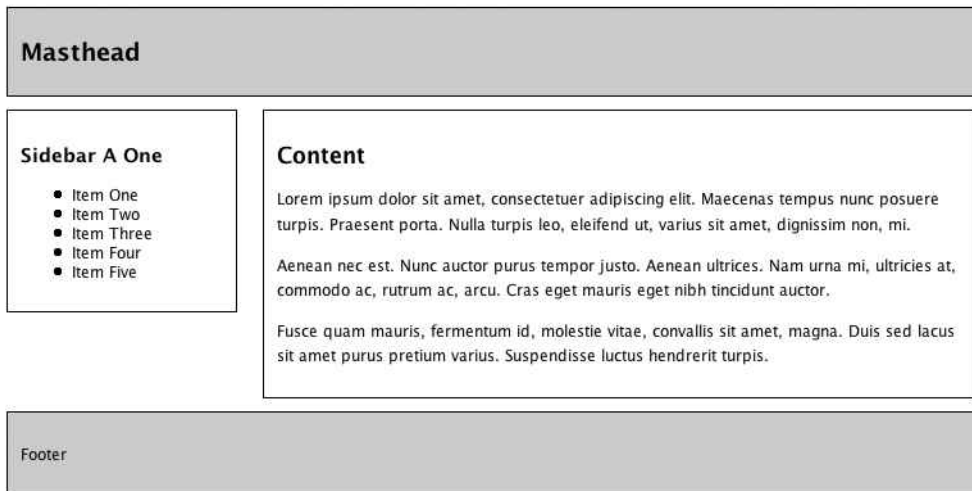 Masthead
Sidebar A One
Item One
Item Two
Item Three
Item Four
Item Five
Content
Lorem ipsum dolor sit amet, consectetuer adipiscing elit. Maecenas tempus nunc posuere
turpis. Praesent porta. Nulla turpis leo, eleifend ut, varius sit amet, dignissim non, mi.
Aenean nec est. Nunc auctor purus tempor justo. Aenean ultrices. Nam urna mi, ultricies at,
commodo ac, rutrum ac, arcu. Cras eget mauris eget nibh tincidunt auctor.
Fusce quam mauris, fermentum id, molestie vitae, convallis sit amet, magna. Duis sed lacus
sit amet purus pretium varius. Suspendisse luctus hendrerit turpis.
Footer